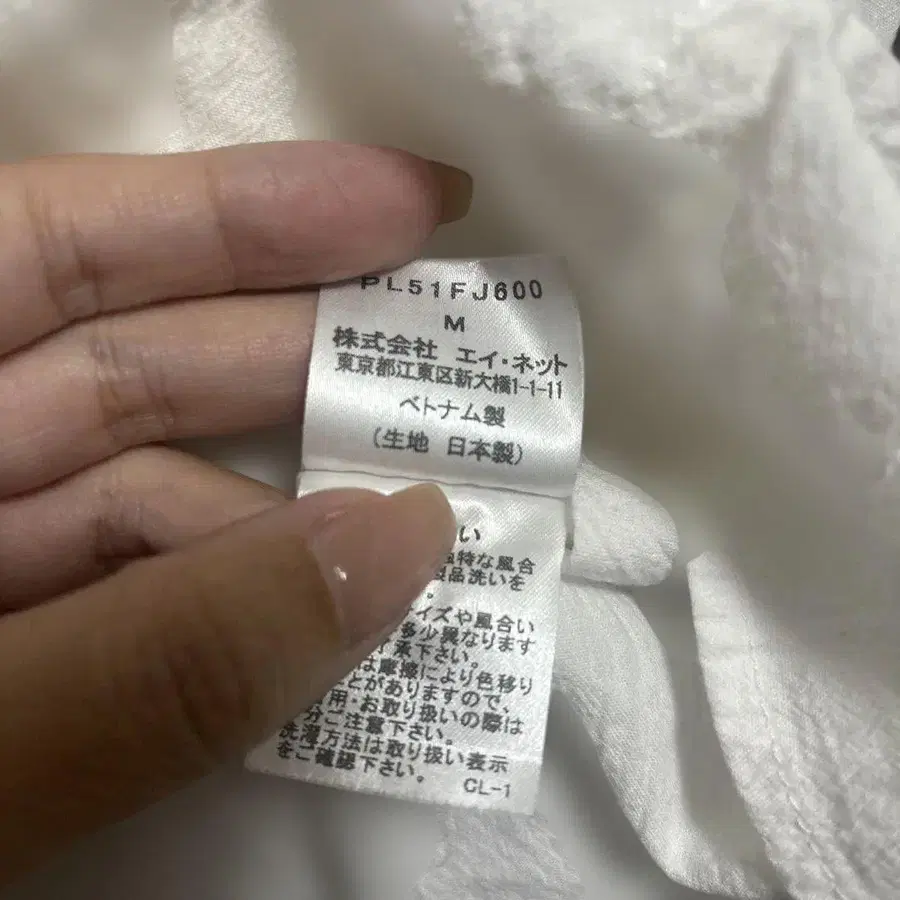 PL51FJ600
M
株式会社 エイ・ネット
東京都江東区新大橋1-1-11
ベトナム製
(生地 日本製)
い
特な風合
品洗いを
。
イズや風合い
多少異なります
了承下さい。
は摩擦により色移り
ことがありますので、
用・お取り扱いの際は
分ご注意下さい。
洗濯方法は取り扱い表示
をご確認下さい。
CL-1